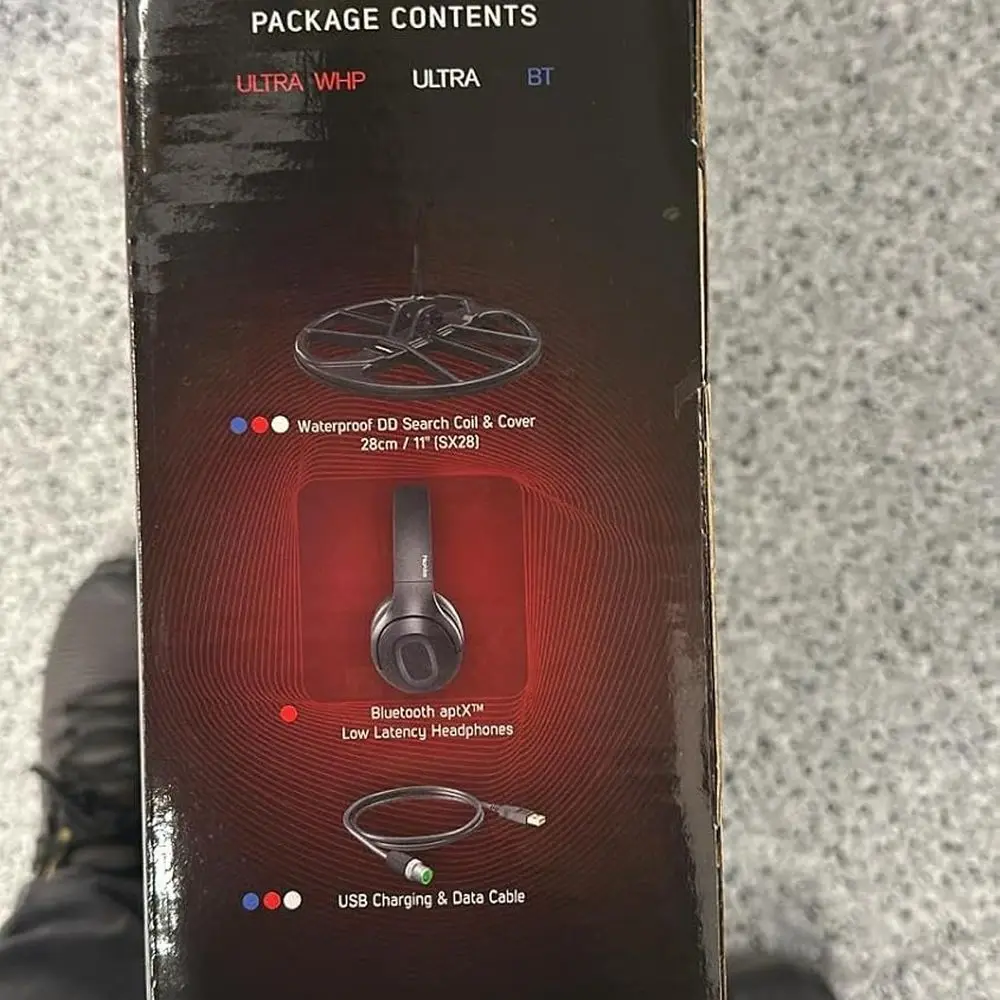 PACKAGE CONTENTS
ULTRA WHP ULTRA BT
Waterproof DD Search Coil & Cover
28cm / 11" (SX28)
Bluetooth aptX™
Low Latency Headphones
USB Charging & Data Cable